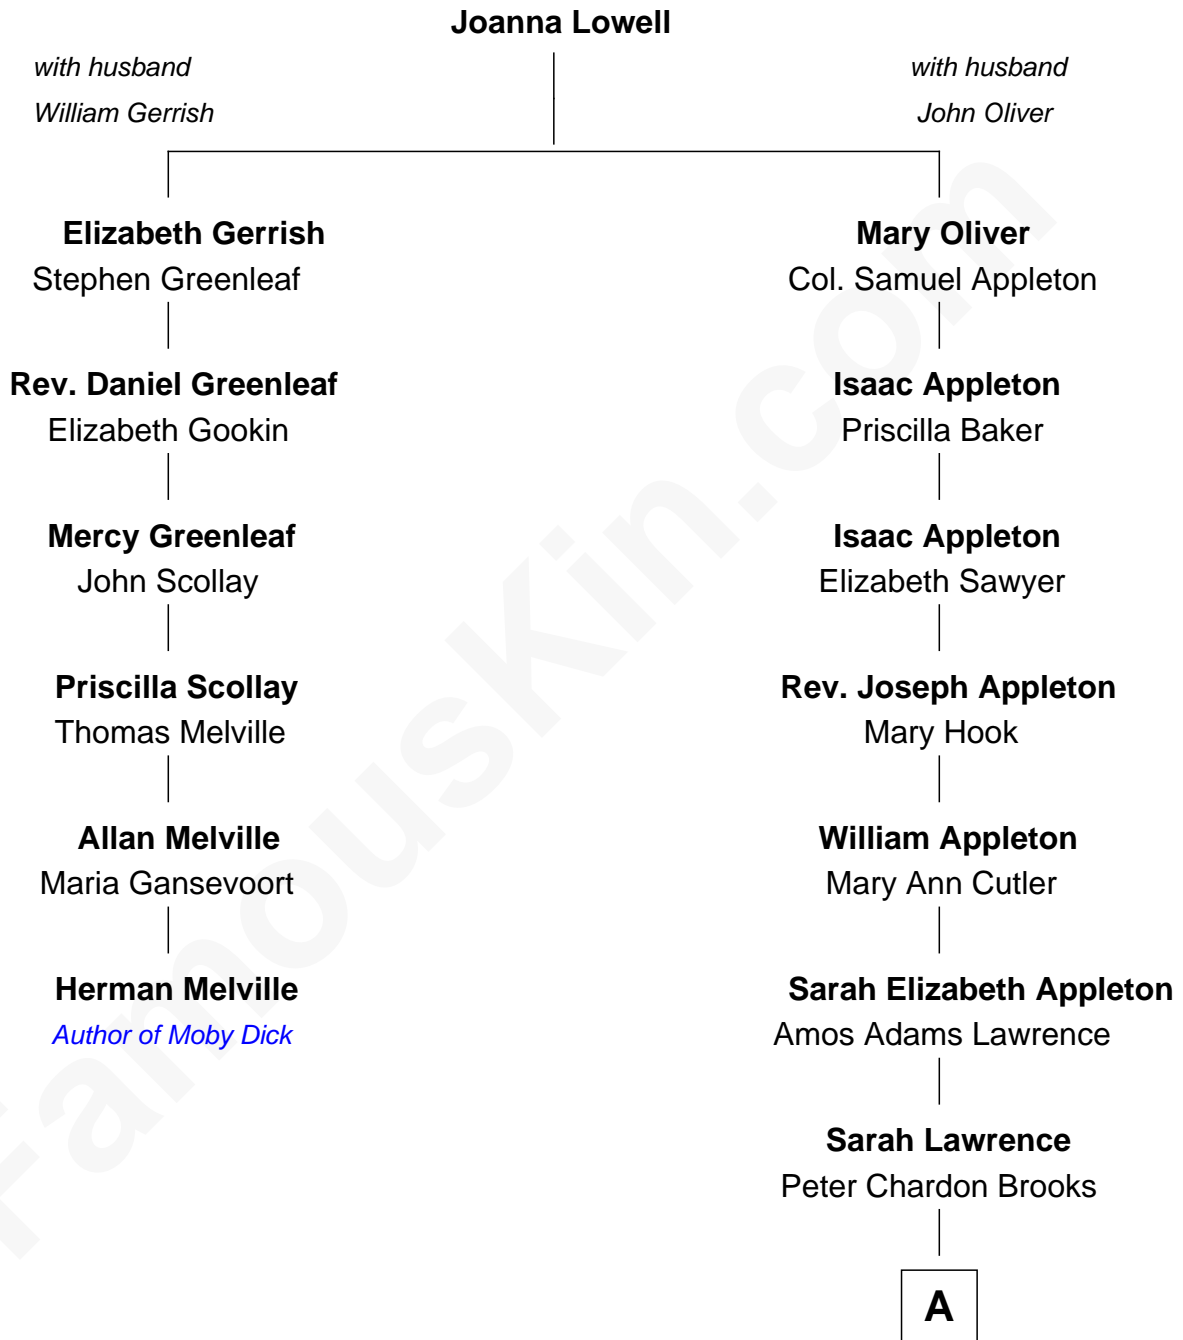 Joanna Lowell
with husband
William Gerrish
with husband
John Oliver
Elizabeth Gerrish
Stephen Greenleaf
Mary Oliver
Col. Samuel Appleton
Rev. Daniel Greenleaf
Elizabeth Gookin
Isaac Appleton
Priscilla Baker
Mercy Greenleaf
John Scollay
Isaac Appleton
Elizabeth Sawyer
Priscilla Scollay
Thomas Melville
Rev. Joseph Appleton
Mary Hook
Allan Melville
Maria Gansevoort
William Appleton
Mary Ann Cutler
Herman Melville
Author of Moby Dick
Sarah Elizabeth Appleton
Amos Adams Lawrence
Sarah Lawrence
Peter Chardon Brooks
A
FamousKin.com